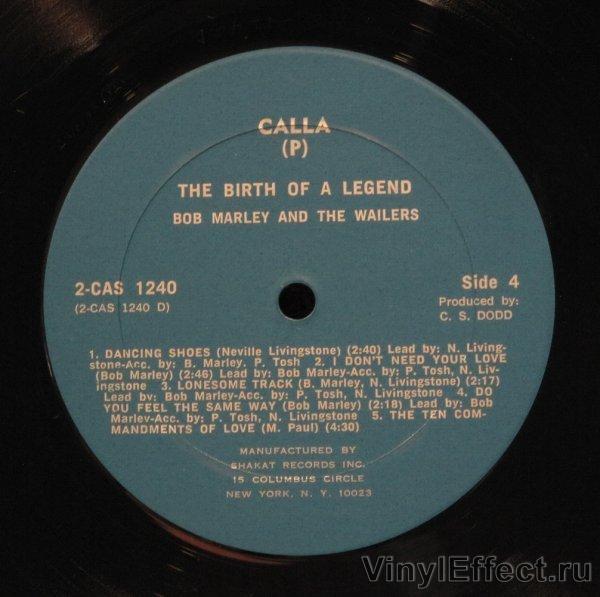 CALLA
(P)
THE BIRTH OF A LEGEND
BOB MARLEY AND THE WAILERS
2-CAS 1240
(2-CAS 1240 D)
Side 4
Produced by:
C. S. DODD
1. DANCING SHOES (Neville Livingstone) (2:40) Lead by: N. Living-
stone-Acc. by: B. Marley. P. Tosh 2. I DON'T NEED YOUR LOVE
(Bob Marley) (2:46) Lead by: Bob Marley-Acc. by: P. Tosh, N. Liv-
ingstone 3. LONESOME TRACK (B. Marley, N. Livingstone) (2:17)
Lead by: Bob Marley-Acc. by: P. Tosh, N. Livingstone 4. DO
YOU FEEL THE SAME WAY (Bob Marley) (2:18) Lead by: Bob
Marley-Acc. by: P. Tosh, N. Livingstone 5. THE TEN COM-
MANDMENTS OF LOVE (M. Paul) (4:30)
MANUFACTURED BY
SHAKAT RECORDS INC.
15 COLUMBUS CIRCLE
NEW YORK, N. Y. 10023
VinylEffect.ru